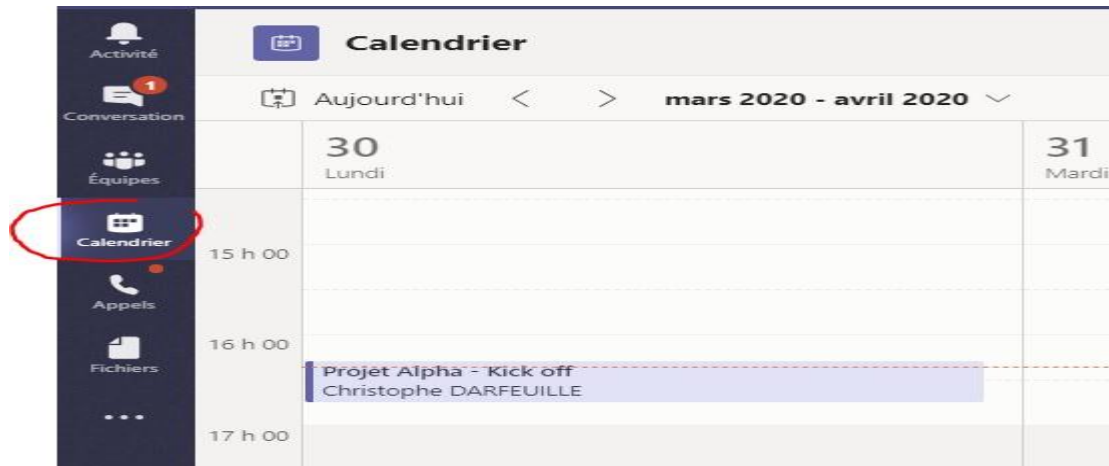 Activité
1
Conversation
Équipes
Calendrier
Appels
Fichiers
Calendrier
Aujourd'hui < > mars 2020 - avril 2020
30
Lundi
31
Mardi
15 h 00
16 h 00
Projet Alpha - Kick off
Christophe DARFEUILLE
17 h 00